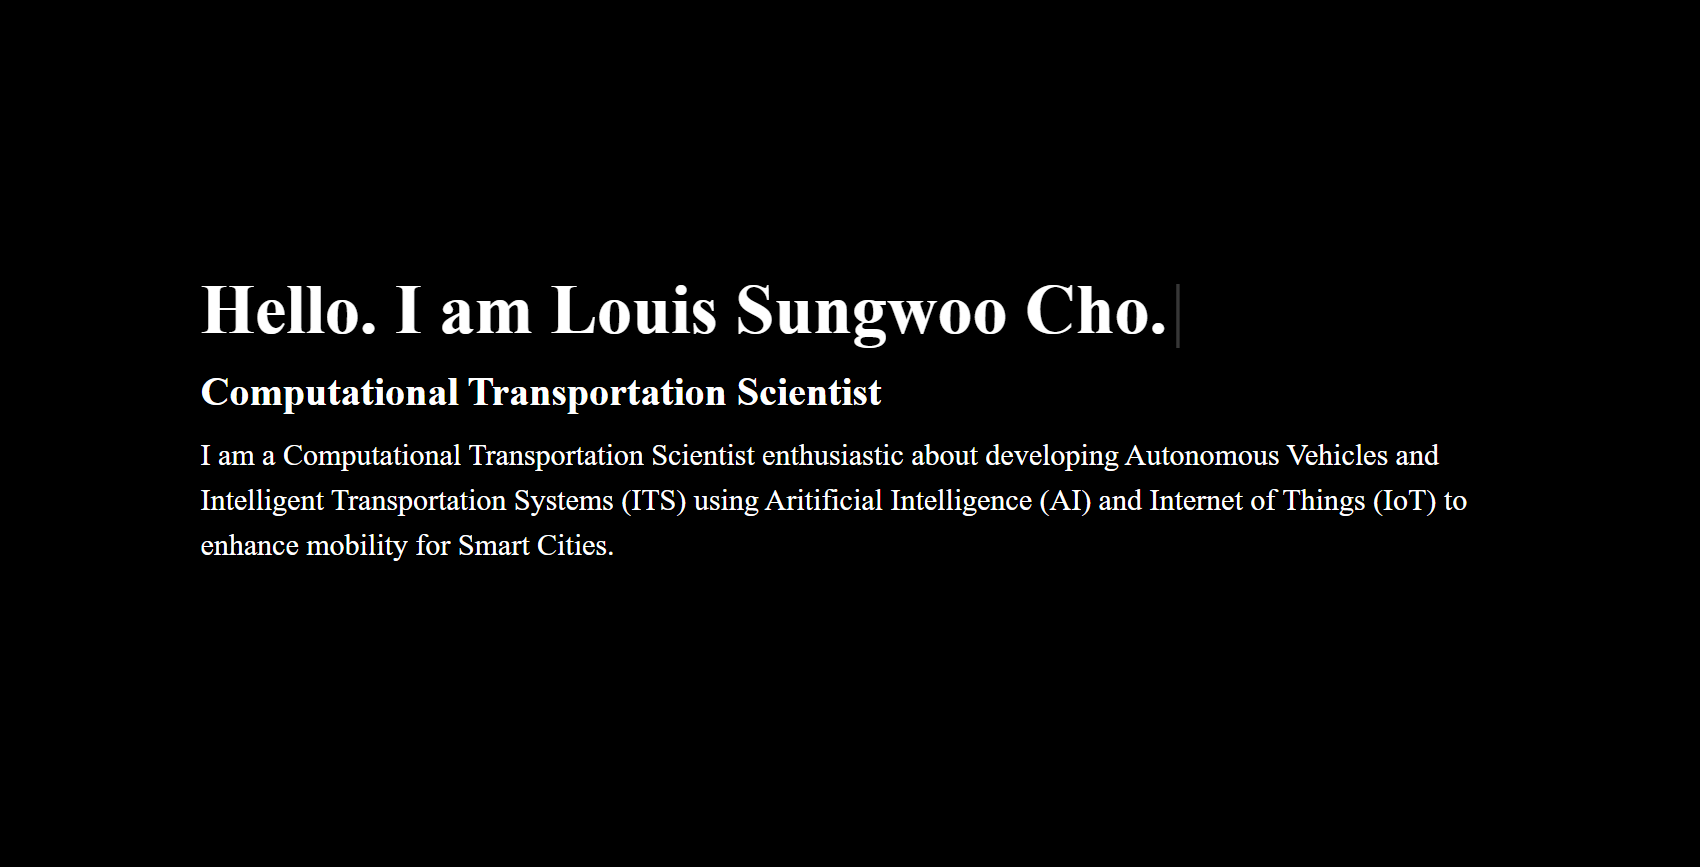 Hello. I am Louis Sungwoo Cho.
Computational Transportation Scientist
I am a Computational Transportation Scientist enthusiastic about developing Autonomous Vehicles and
Intelligent Transportation Systems (ITS) using Aritificial Intelligence (AI) and Internet of Things (IoT) to
enhance mobility for Smart Cities.